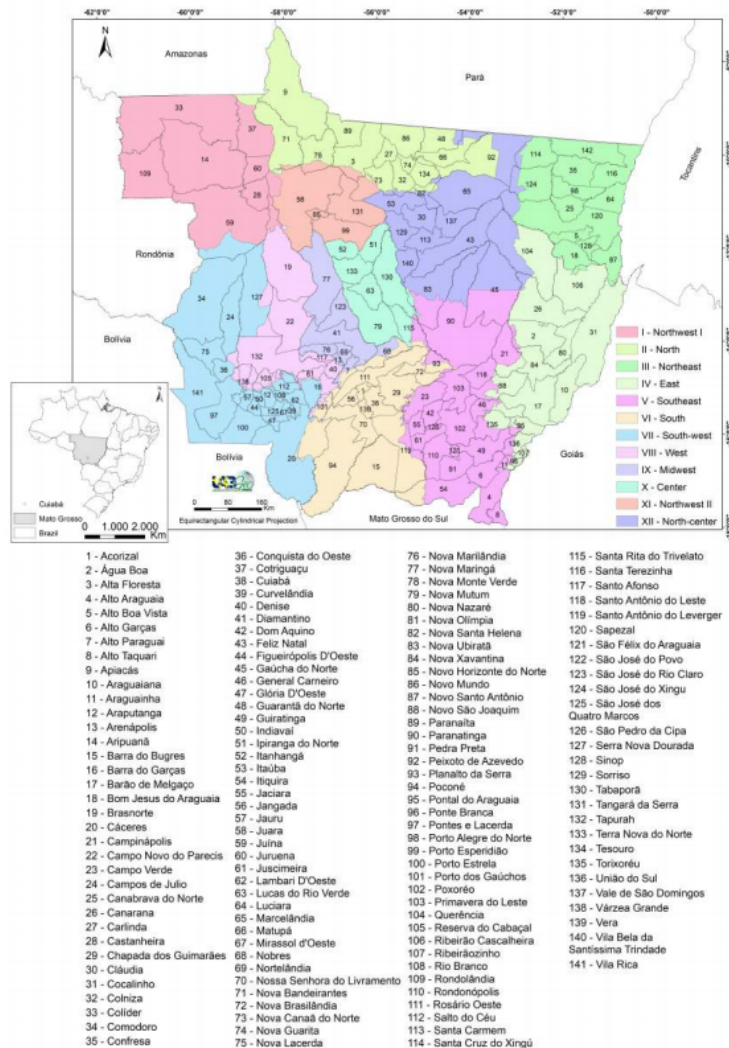 -62°0'0"
-60°0'0"
-58°0'0"
-56°0'0"
-54°0'0"
-52°0'0"
-50°0'0"
N
Amazonas
Pará
Tocantins
Rondônia
Bolívia
Bolívia
Goiás
Mato Grosso do Sul
I - Northwest I
II - North
III - Northeast
IV - East
V - Southeast
VI - South
VII - South-west
VIII - West
IX - Midwest
X - Center
XI - Northwest II
XII - North-center
0 80 160
Km
Equirectangular Cylindrical Projection
N
Cuiabá
Mato Grosso
Brazil
0 1.000 2.000
Km
1 - Acorizal
2 - Água Boa
3 - Alta Floresta
4 - Alto Araguaia
5 - Alto Boa Vista
6 - Alto Garças
7 - Alto Paraguai
8 - Alto Taquari
9 - Apiacás
10 - Araguaiana
11 - Araguainha
12 - Araputanga
13 - Arenápolis
14 - Aripuanã
15 - Barra do Bugres
16 - Barra do Garças
17 - Barão de Melgaço
18 - Bom Jesus do Araguaia
19 - Brasnorte
20 - Cáceres
21 - Campinápolis
22 - Campo Novo do Parecis
23 - Campo Verde
24 - Campos de Julio
25 - Canabrava do Norte
26 - Canarana
27 - Carlinda
28 - Castanheira
29 - Chapada dos Guimarães
30 - Cláudia
31 - Cocalinho
32 - Colniza
33 - Colíder
34 - Comodoro
35 - Confresa
36 - Conquista do Oeste
37 - Cotriguaçu
38 - Cuiabá
39 - Curvelândia
40 - Denise
41 - Diamantino
42 - Dom Aquino
43 - Feliz Natal
44 - Figueirópolis D'Oeste
45 - Gaúcha do Norte
46 - General Carneiro
47 - Glória D'Oeste
48 - Guarantã do Norte
49 - Guiratinga
50 - Indiavaí
51 - Ipiranga do Norte
52 - Itanhangá
53 - Itaúba
54 - Itiquira
55 - Jaciara
56 - Jangada
57 - Jauru
58 - Juara
59 - Juína
60 - Juruena
61 - Juscimeira
62 - Lambari D'Oeste
63 - Lucas do Rio Verde
64 - Luciara
65 - Marcelândia
66 - Matupá
67 - Mirassol d'Oeste
68 - Nobres
69 - Nortelândia
70 - Nossa Senhora do Livramento
71 - Nova Bandeirantes
72 - Nova Brasilândia
73 - Nova Canaã do Norte
74 - Nova Guarita
75 - Nova Lacerda
76 - Nova Marilândia
77 - Nova Maringá
78 - Nova Monte Verde
79 - Nova Mutum
80 - Nova Nazaré
81 - Nova Olímpia
82 - Nova Santa Helena
83 - Nova Ubiratã
84 - Nova Xavantina
85 - Novo Horizonte do Norte
86 - Novo Mundo
87 - Novo Santo Antônio
88 - Novo São Joaquim
89 - Paranaíta
90 - Paranatinga
91 - Pedra Preta
92 - Peixoto de Azevedo
93 - Planalto da Serra
94 - Poconé
95 - Pontal do Araguaia
96 - Ponte Branca
97 - Pontes e Lacerda
98 - Porto Alegre do Norte
99 - Porto Esperidião
100 - Porto Estrela
101 - Porto dos Gaúchos
102 - Poxoréo
103 - Primavera do Leste
104 - Querência
105 - Reserva do Cabaçal
106 - Ribeirão Cascalheira
107 - Ribeirãozinho
108 - Rio Branco
109 - Rondolândia
110 - Rondonópolis
111 - Rosário Oeste
112 - Salto do Céu
113 - Santa Carmem
114 - Santa Cruz do Xingú
115 - Santa Rita do Trivelato
116 - Santa Terezinha
117 - Santo Afonso
118 - Santo Antônio do Leste
119 - Santo Antônio do Leverger
120 - Sapezal
121 - São Félix do Araguaia
122 - São José do Povo
123 - São José do Rio Claro
124 - São José do Xingu
125 - São José dos
Quatro Marcos
126 - São Pedro da Cipa
127 - Serra Nova Dourada
128 - Sinop
129 - Sorriso
130 - Tabaporã
131 - Tangará da Serra
132 - Tapurah
133 - Terra Nova do Norte
134 - Tesouro
135 - Torixoréu
136 - União do Sul
137 - Vale de São Domingos
138 - Várzea Grande
139 - Vera
140 - Vila Bela da
Santíssima Trindade
141 - Vila Rica